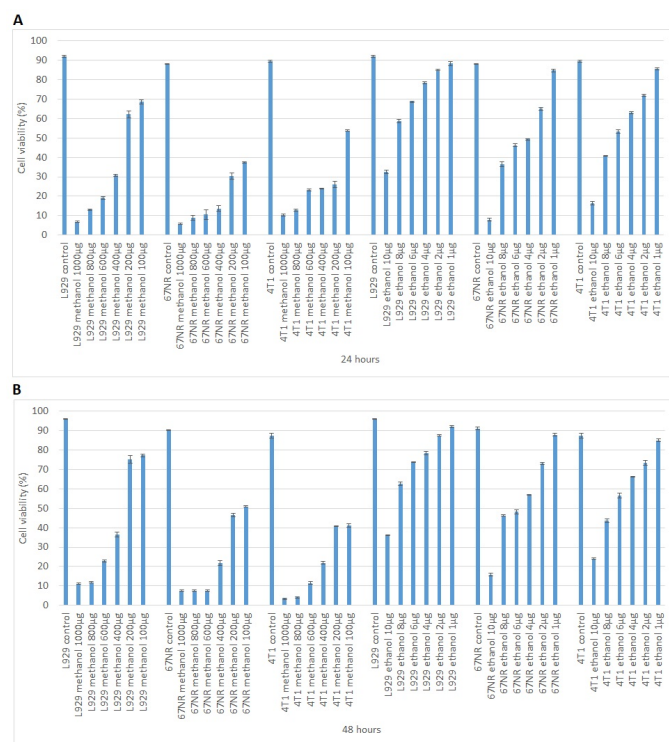 A
100
90
80
70
60
50
40
30
20
10
0
Cell viability (%)
L929 control
L929 methanol 1000µg
L929 methanol 800µg
L929 methanol 600µg
L929 methanol 400µg
L929 methanol 200µg
L929 methanol 100µg
67NR control
67NR methanol 1000µg
67NR methanol 800µg
67NR methanol 600µg
67NR methanol 400µg
67NR methanol 200µg
67NR methanol 100µg
4T1 control
4T1 methanol 1000µg
4T1 methanol 800µg
4T1 methanol 600µg
4T1 methanol 400µg
4T1 methanol 200µg
4T1 methanol 100µg
L929 control
L929 ethanol 10µg
L929 ethanol 8µg
L929 ethanol 6µg
L929 ethanol 4µg
L929 ethanol 2µg
L929 ethanol 1µg
67NR control
67NR ethanol 10µg
67NR ethanol 8µg
67NR ethanol 6µg
67NR ethanol 4µg
67NR ethanol 2µg
67NR ethanol 1µg
4T1 control
4T1 ethanol 10µg
4T1 ethanol 8µg
4T1 ethanol 6µg
4T1 ethanol 4µg
4T1 ethanol 2µg
4T1 ethanol 1µg
24 hours
B
100
90
80
70
60
50
40
30
20
10
0
Cell viability (%)
L929 control
L929 methanol 1000µg
L929 methanol 800µg
L929 methanol 600µg
L929 methanol 400µg
L929 methanol 200µg
L929 methanol 100µg
67NR control
67NR methanol 1000µg
67NR methanol 800µg
67NR methanol 600µg
67NR methanol 400µg
67NR methanol 200µg
67NR methanol 100µg
4T1 control
4T1 methanol 1000µg
4T1 methanol 800µg
4T1 methanol 600µg
4T1 methanol 400µg
4T1 methanol 200µg
4T1 methanol 100µg
L929 control
L929 ethanol 10µg
L929 ethanol 8µg
L929 ethanol 6µg
L929 ethanol 4µg
L929 ethanol 2µg
L929 ethanol 1µg
67NR control
67NR ethanol 10µg
67NR ethanol 8µg
67NR ethanol 6µg
67NR ethanol 4µg
67NR ethanol 2µg
67NR ethanol 1µg
4T1 control
4T1 ethanol 10µg
4T1 ethanol 8µg
4T1 ethanol 6µg
4T1 ethanol 4µg
4T1 ethanol 2µg
4T1 ethanol 1µg
48 hours